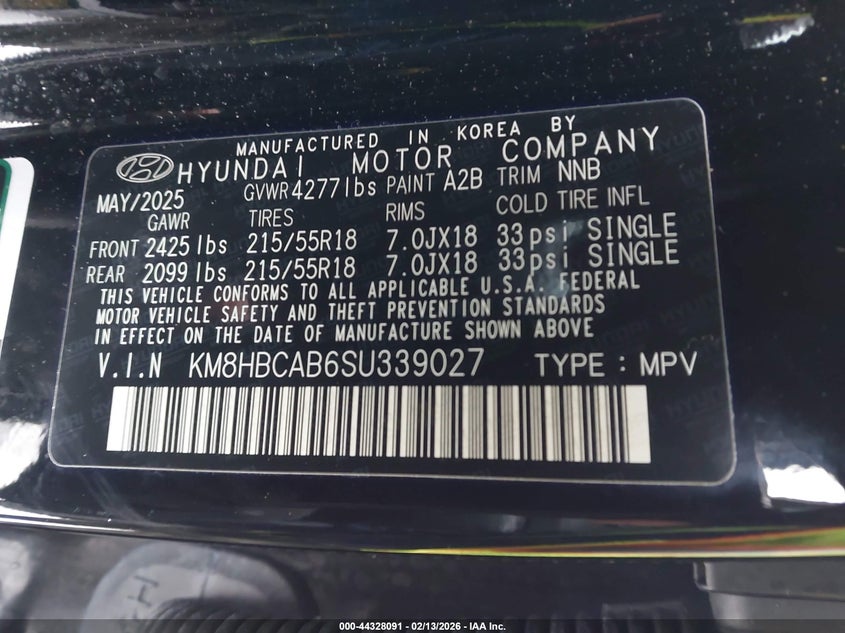 MANUFACTURED IN KOREA BY
HYUNDAI MOTOR COMPANY
MAY/2025 GVWR 4277lbs PAINT A2B TRIM NNB
GAWR TIRES RIMS COLD TIRE INFL
FRONT 2425lbs 215/55R18 7.0JX18 33psi SINGLE
REAR 2099lbs 215/55R18 7.0JX18 33psi SINGLE
THIS VEHICLE CONFORMS TO ALL APPLICABLE U.S.A. FEDERAL
MOTOR VEHICLE SAFETY AND THEFT PREVENTION STANDARDS
IN EFFECT ON THE DATE OF MANUFACTURE SHOWN ABOVE
V.I.N KM8HBCAB6SU339027 TYPE : MPV
000-44328091 - 02/13/2026 - IAA Inc.